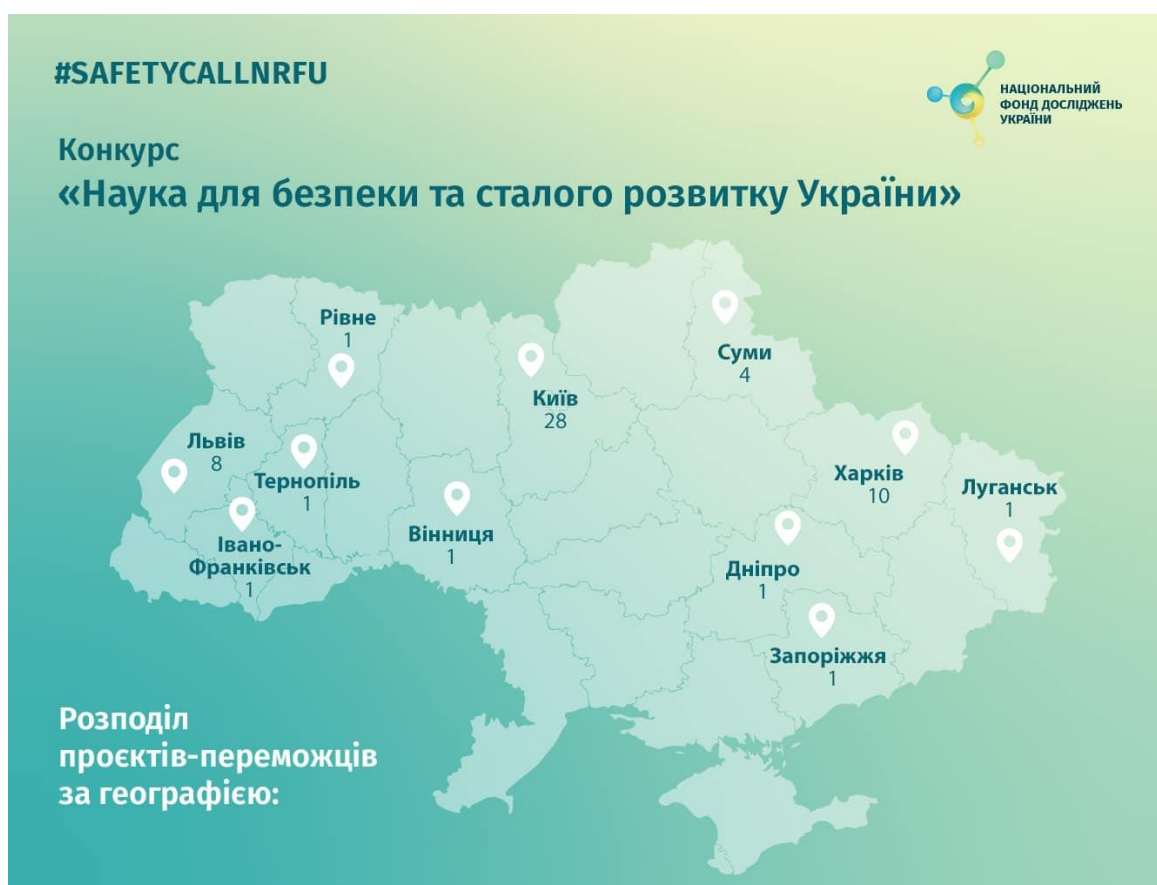 #SAFETYCALLNRFU
НАЦІОНАЛЬНИЙ
ФОНД ДОСЛІДЖЕНЬ
УКРАЇНИ
Конкурс
«Наука для безпеки та сталого розвитку України»
Рівне
1
Суми
4
Київ
28
Львів
8
Тернопіль
1
Харків
10
Луганськ
1
Вінниця
1
Івано-
Франківськ
1
Дніпро
1
Запоріжжя
1
Розподіл
проєктів-переможців
за географією: